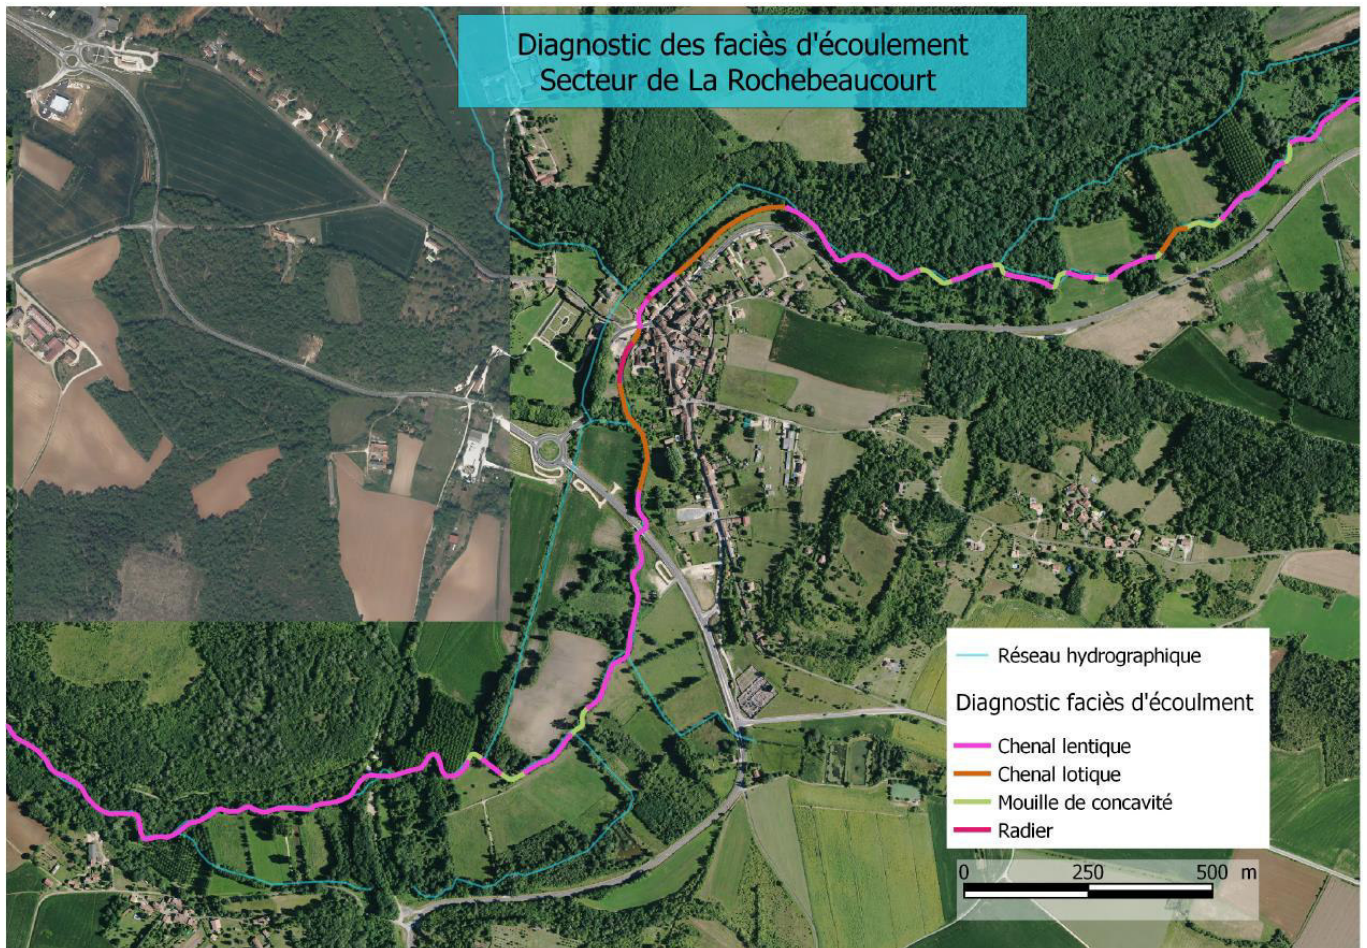 Diagnostic des faciès d'écoulement
Secteur de La Rochebeaucourt
Réseau hydrographique
Diagnostic faciès d'écoulment
Chenal lentique
Chenal lotique
Mouille de concavité
Radier
0 250 500 m